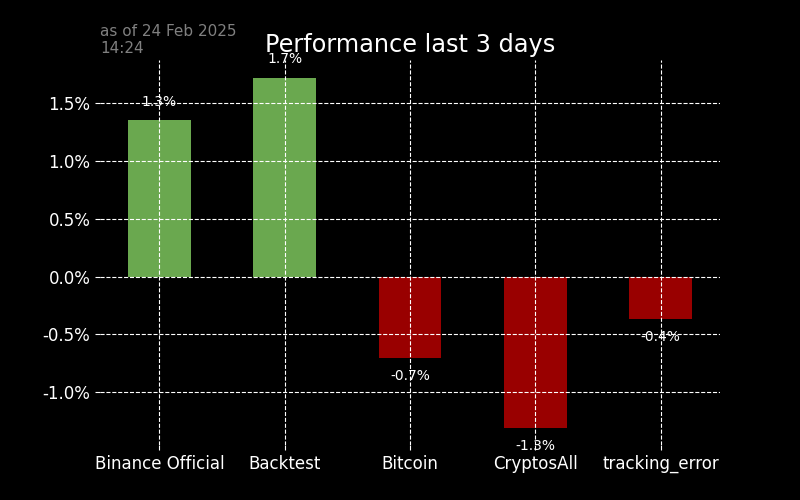 as of 24 Feb 2025
14:24
Performance last 3 days
1.7%
1.3%
1.5%
1.0%
0.5%
0.0%
-0.5%
-1.0%
-0.4%
-0.7%
-1.3%
Binance Official
Backtest
Bitcoin
CryptosAll
tracking_error